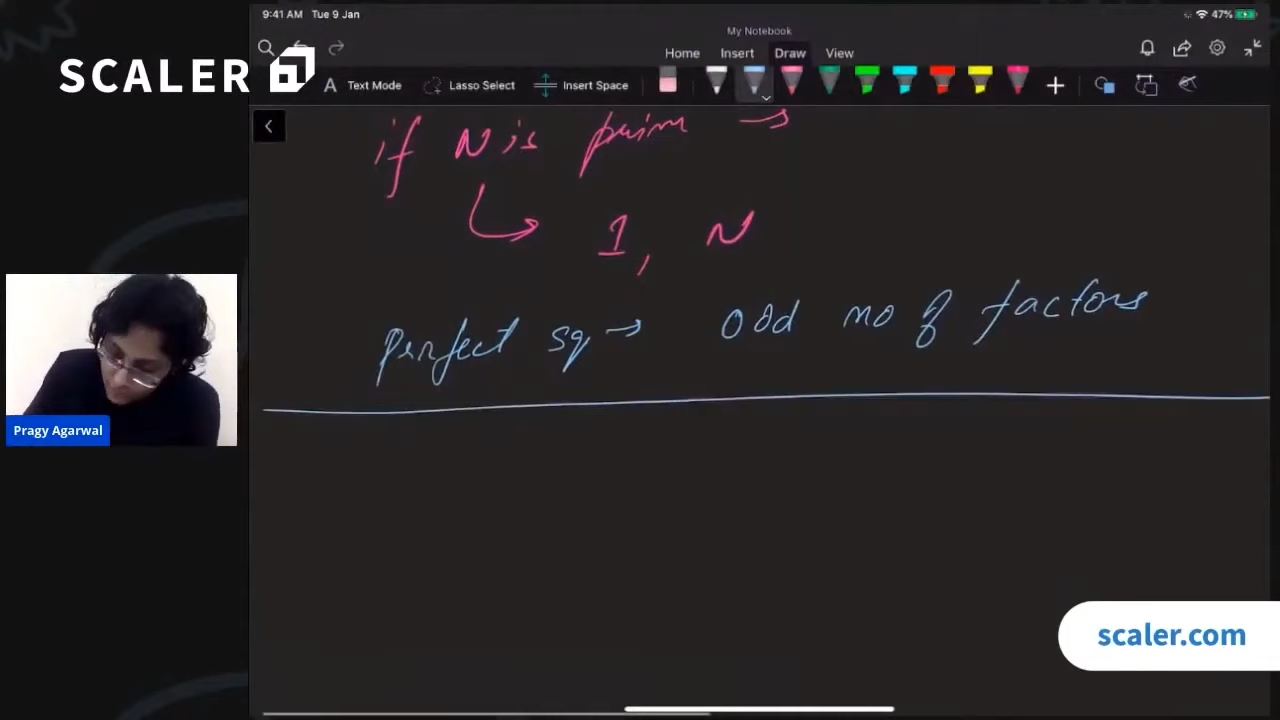 9:41 AM Tue 9 Jan
47%
My Notebook
SCALER
Home Insert Draw View
A Text Mode Lasso Select Insert Space
if N is prime →
1, N
perfect sq → odd no of factors
Pragy Agarwal
scaler.com